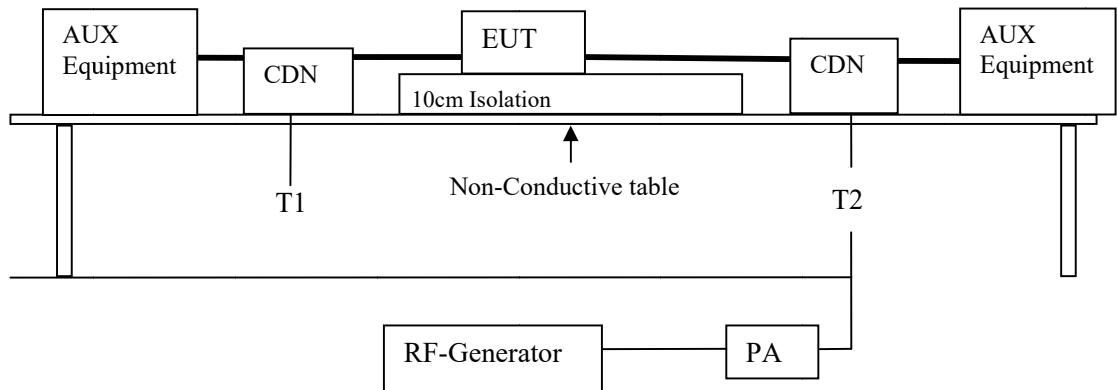 AUX
Equipment
CDN
EUT
10cm Isolation
CDN
AUX
Equipment
Non-Conductive table
T1
T2
RF-Generator
PA